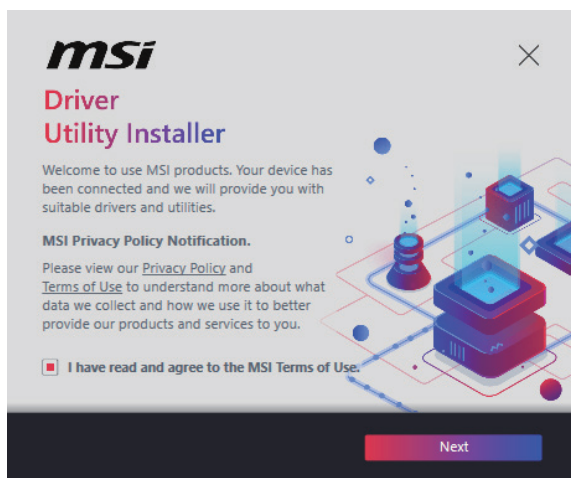 msi
Driver
Utility Installer
Welcome to use MSI products. Your device has
been connected and we will provide you with
suitable drivers and utilities.
MSI Privacy Policy Notification.
Please view our Privacy Policy and
Terms of Use to understand more about what
data we collect and how we use it to better
provide our products and services to you.
I have read and agree to the MSI Terms of Use.
Next